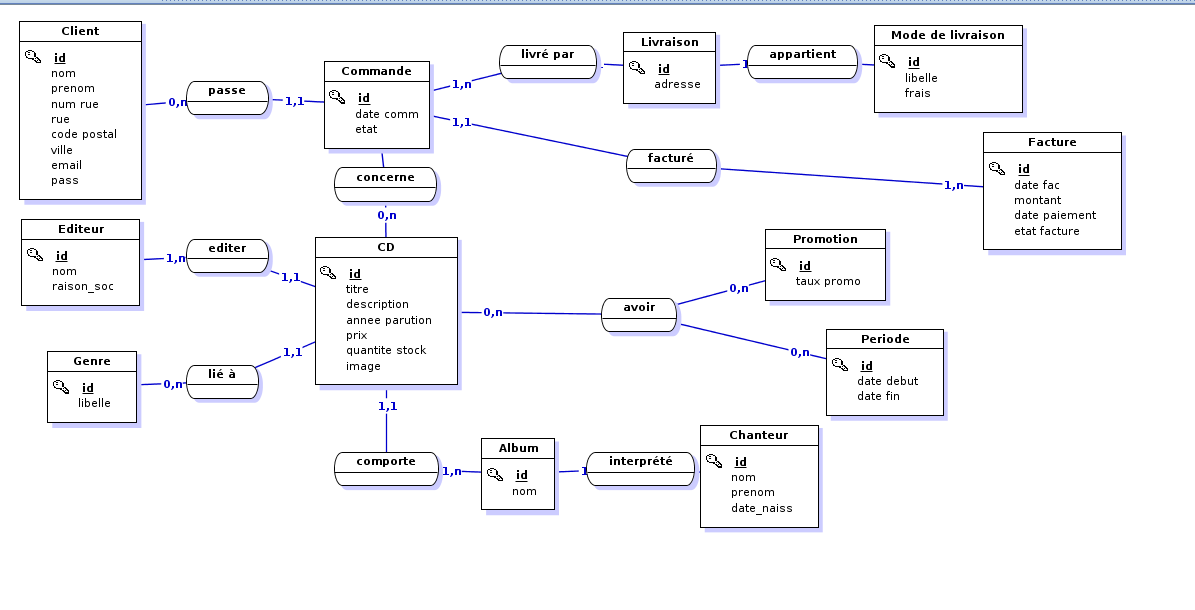 Client
id
nom
prenom
num rue
rue
code postal
ville
email
pass
0,n
passe
1,1
Commande
id
date comm
etat
1,n
livré par
Livraison
id
adresse
appartient
Mode de livraison
id
libelle
frais
1,1
facturé
1,n
Facture
id
date fac
montant
date paiement
etat facture
concerne
0,n
Editeur
id
nom
raison_soc
1,n
editer
1,1
CD
id
titre
description
annee parution
prix
quantite stock
image
0,n
avoir
0,n
Promotion
id
taux promo
0,n
Periode
id
date debut
date fin
Genre
id
libelle
0,n
lié à
1,1
1,1
comporte
1,n
Album
id
nom
interprété
Chanteur
id
nom
prenom
date_naiss